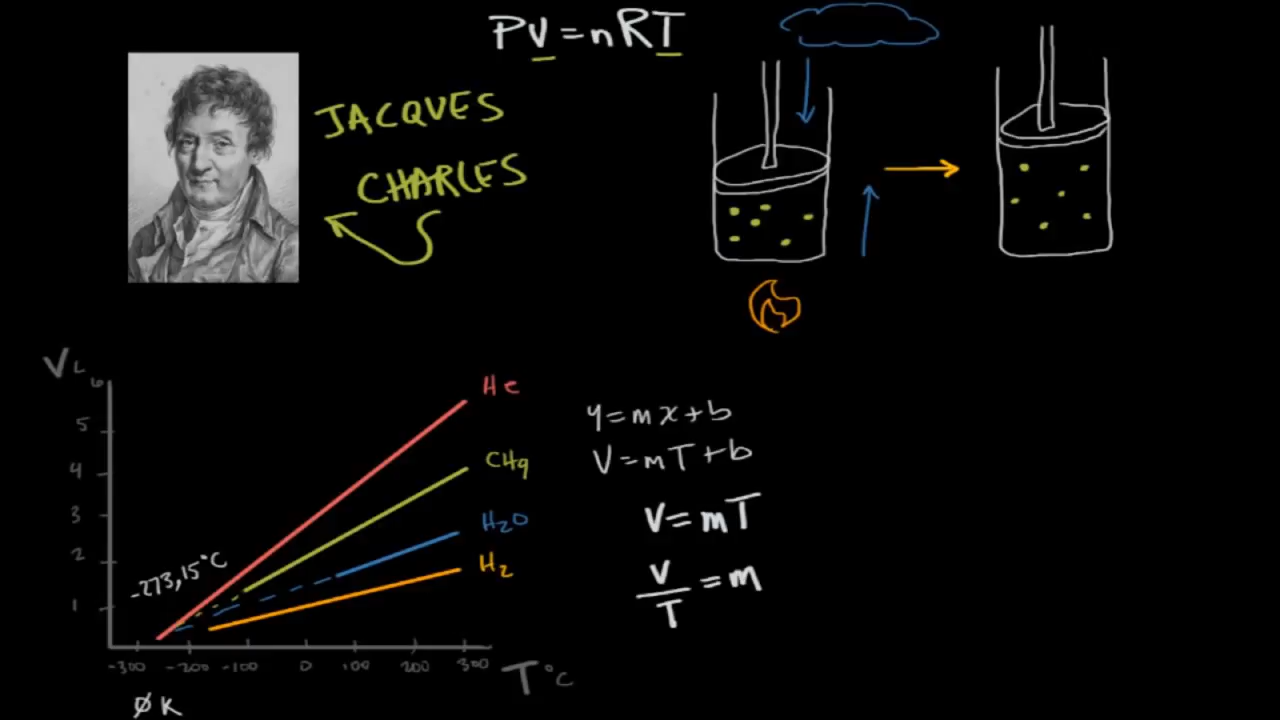 PV=nRT
JACQUES
CHARLES
V L
6
5
4
3
2
1
-273,15°C
He
CH4
H2O
H2
-300 -200 -100 0 100 200 300
T°C
0 K
y=mx+b
V=mT+b
V=mT
V/T=m